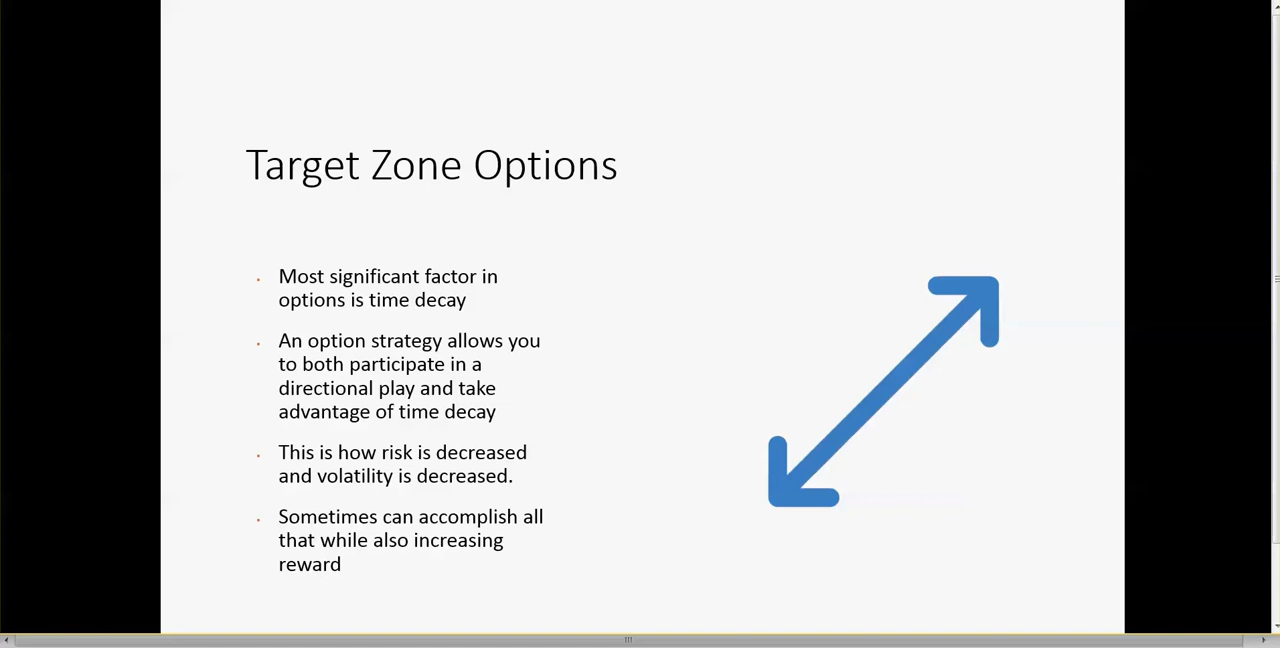 Target Zone Options
Most significant factor in
options is time decay
An option strategy allows you
to both participate in a
directional play and take
advantage of time decay
This is how risk is decreased
and volatility is decreased.
Sometimes can accomplish all
that while also increasing
reward